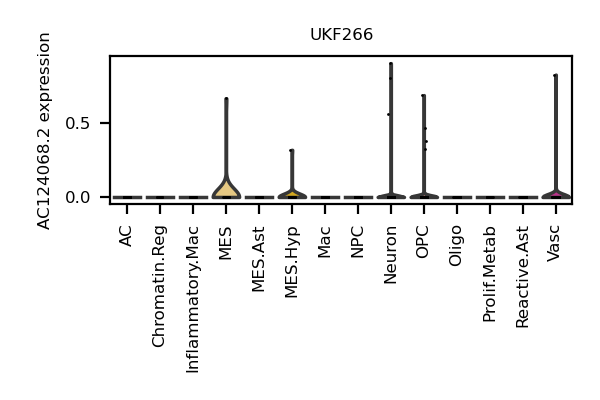 UKF266
AC124068.2 expression
0.5
0.0
AC
Chromatin.Reg
Inflammatory.Mac
MES
MES.Ast
MES.Hyp
Mac
NPC
Neuron
OPC
Oligo
Prolif.Metab
Reactive.Ast
Vasc